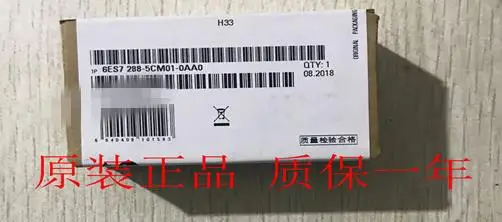 H33
ORIGINAL PACKAGING
1P 6ES7 288-5CM01-0AA0
QTY: 1
08.2018
质量检验合格
原装正品 质保一年